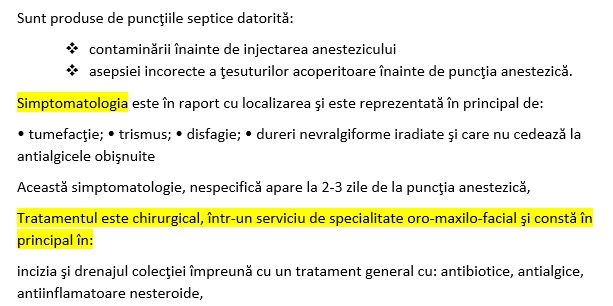 Sunt produse de puncţiile septice datorită:
❖ contaminării înainte de injectarea anestezicului
❖ asepsiei incorecte a ţesuturilor acoperitoare înainte de puncţia anestezică.
Simptomatologia este în raport cu localizarea şi este reprezentată în principal de:
• tumefacţie; • trismus; • disfagie; • dureri nevralgiforme iradiate şi care nu cedează la
antialgicele obişnuite
Această simptomatologie, nespecifică apare la 2-3 zile de la puncţia anestezică,
Tratamentul este chirurgical, într-un serviciu de specialitate oro-maxilo-facial şi constă în
principal în:
incizia şi drenajul colecţiei împreună cu un tratament general cu: antibiotice, antialgice,
antiinflamatoare nesteroide,